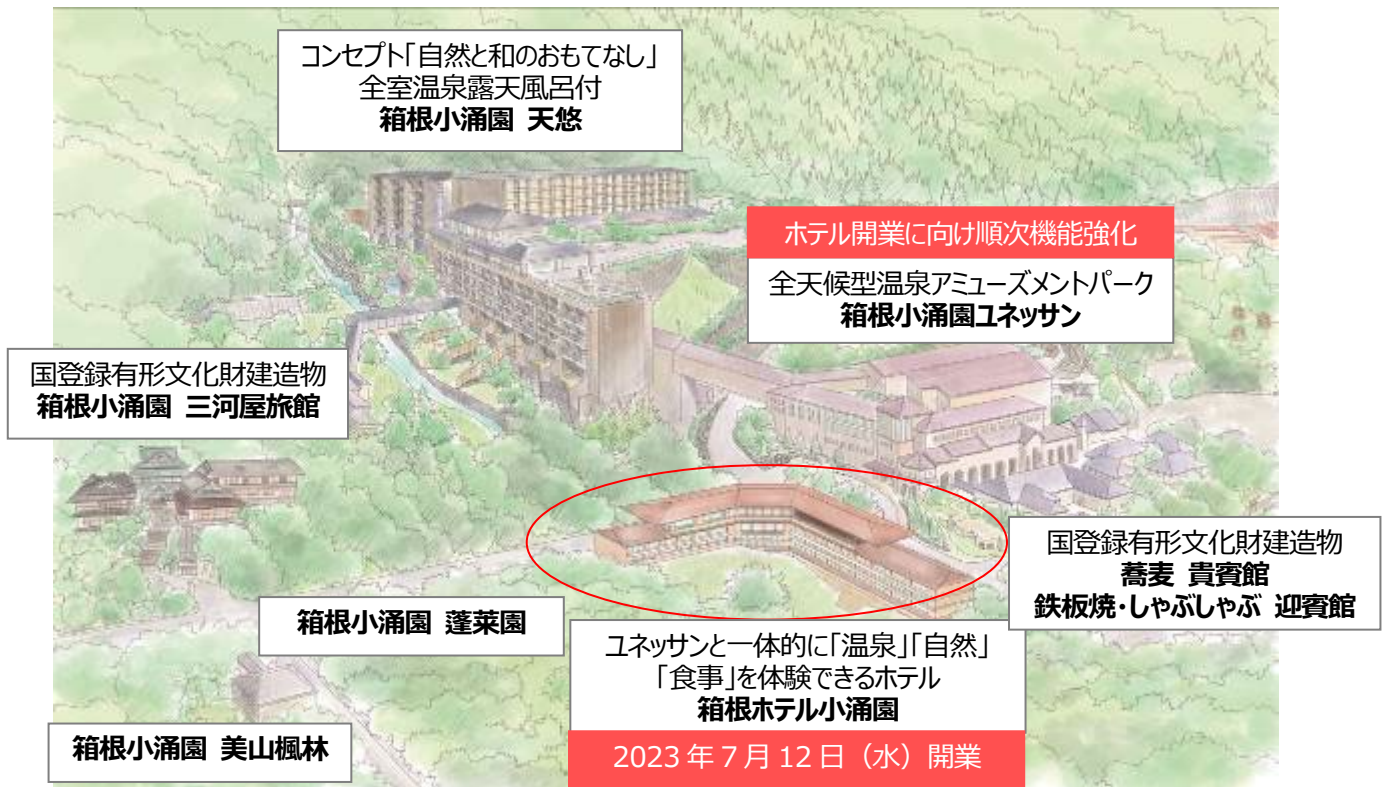 コンセプト「自然と和のおもてなし」
全室温泉露天風呂付
箱根小涌園 天悠
ホテル開業に向け順次機能強化
全天候型温泉アミューズメントパーク
箱根小涌園ユネッサン
国登録有形文化財建造物
箱根小涌園 三河屋旅館
国登録有形文化財建造物
蕎麦 貴賓館
鉄板焼・しゃぶしゃぶ 迎賓館
箱根小涌園 蓬莱園
ユネッサンと一体的に「温泉」「自然」
「食事」を体験できるホテル
箱根ホテル小涌園
2023年7月12日（水）開業
箱根小涌園 美山楓林